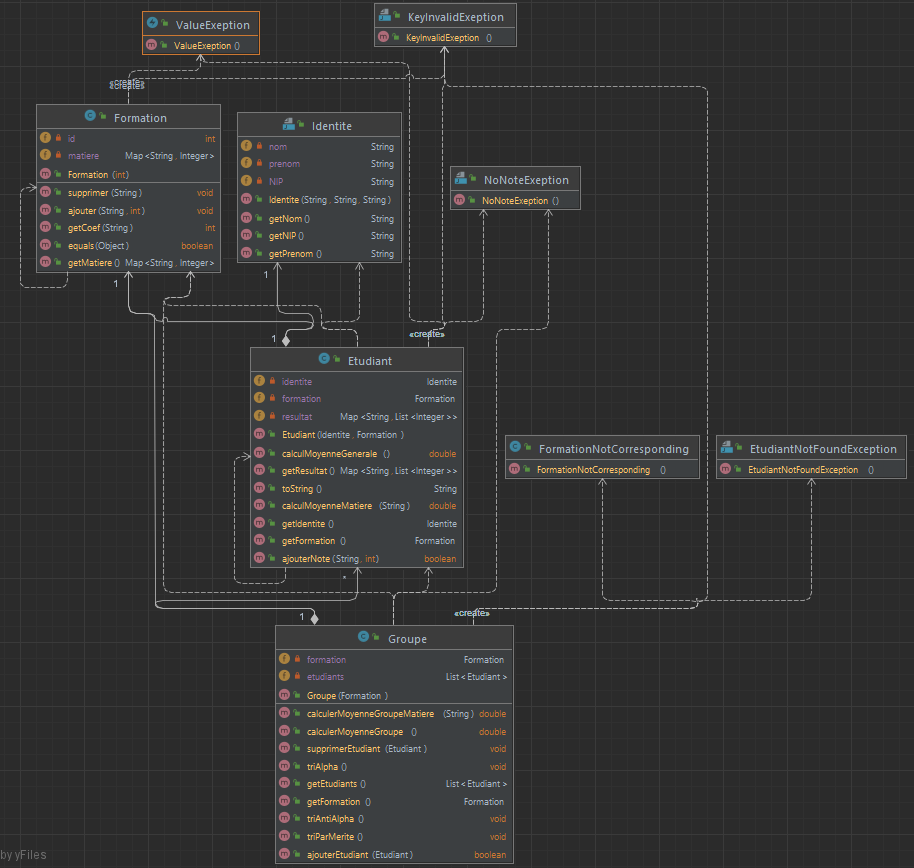 ValueExeption
ValueExeption ()
KeyInvalidExeption
KeyInvalidExeption ()
«create»
«create»
Formation
id int
matiere Map <String, Integer>
Formation (int)
supprimer (String) void
ajouter (String, int) void
getCoef (String) int
equals (Object) boolean
getMatiere () Map <String, Integer>
1
Identite
nom String
prenom String
NIP String
Identite (String, String, String)
getNom () String
getNIP () String
getPrenom () String
1
NoNoteExeption
NoNoteExeption ()
«create»
1
Etudiant
identite Identite
formation Formation
resultat Map <String, List <Integer >>
Etudiant (Identite, Formation )
calculMoyenneGenerale () double
getResultat () Map <String, List <Integer >>
toString () String
calculMoyenneMatiere (String) double
getIdentite () Identite
getFormation () Formation
ajouterNote (String, int) boolean
*
FormationNotCorresponding
FormationNotCorresponding ()
EtudiantNotFoundException
EtudiantNotFoundException ()
«create»
1
Groupe
formation Formation
etudiants List < Etudiant >
Groupe (Formation )
calculerMoyenneGroupeMatiere (String) double
calculerMoyenneGroupe () double
supprimerEtudiant (Etudiant ) void
triAlpha () void
getEtudiants () List < Etudiant >
getFormation () Formation
triAntiAlpha () void
triParMerite () void
ajouterEtudiant (Etudiant ) boolean
by yFiles